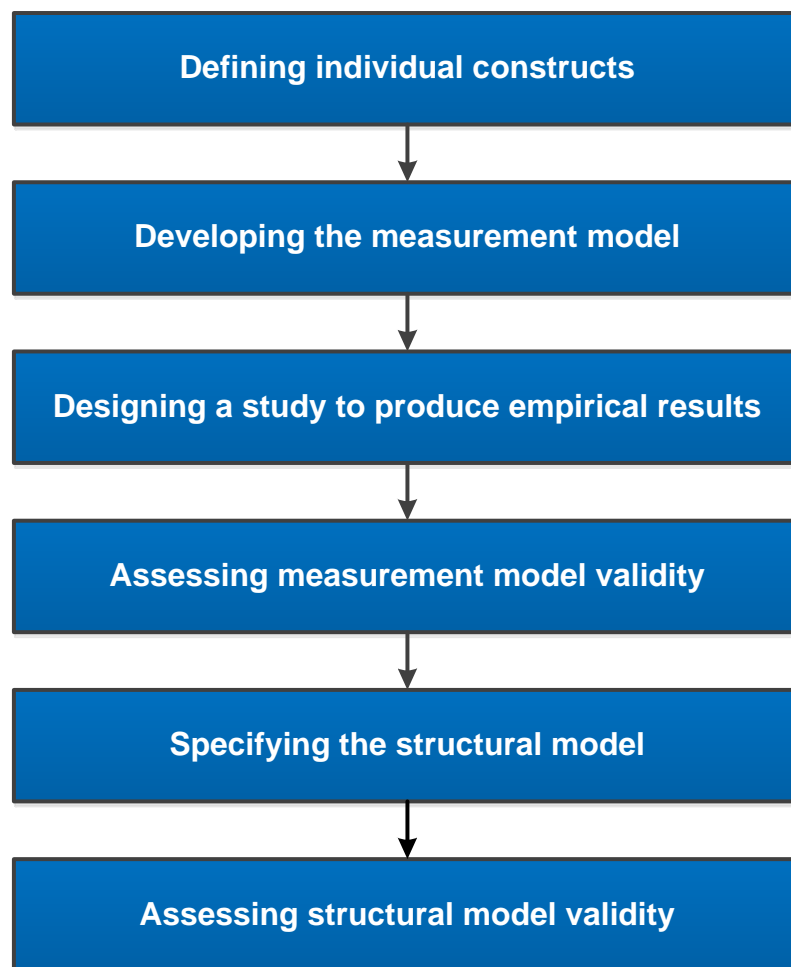 Defining individual constructs
Developing the measurement model
Designing a study to produce empirical results
Assessing measurement model validity
Specifying the structural model
Assessing structural model validity